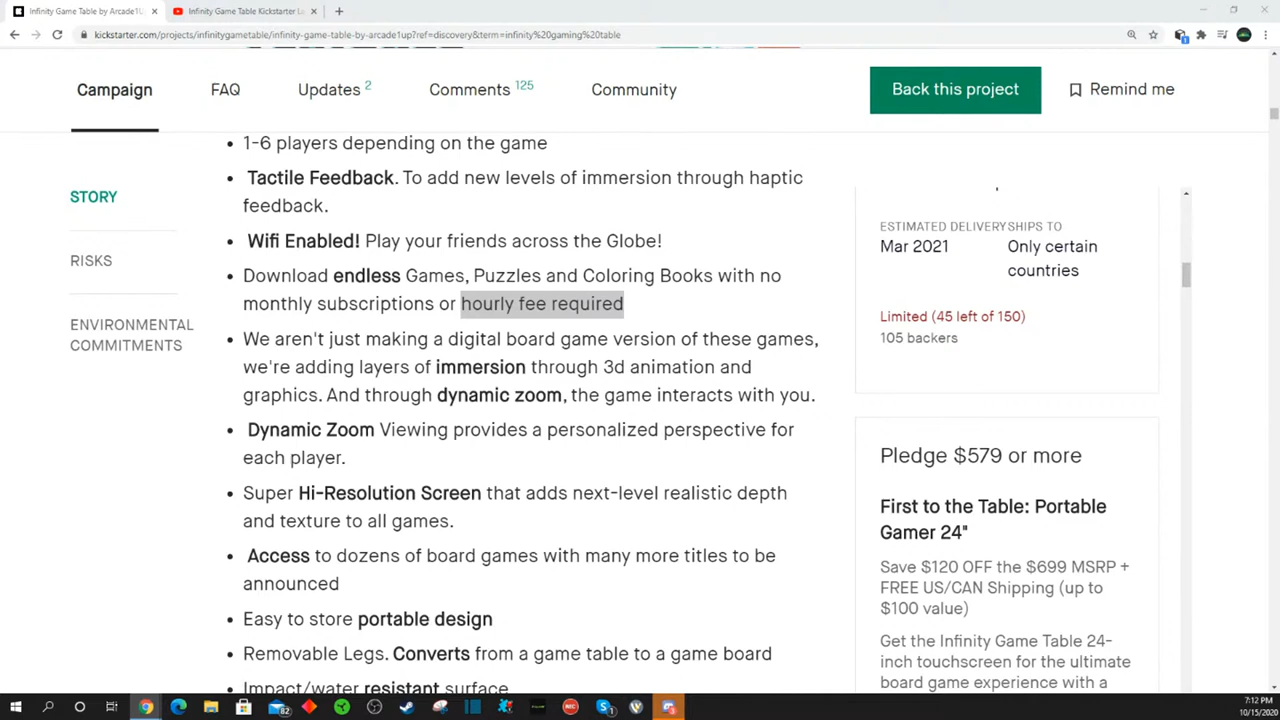 Infinity Game Table by Arcade1U
Infinity Game Table Kickstarter L
kickstarter.com/projects/infinitygametable/infinity-game-table-by-arcade1up?ref=discovery&term=infinity%20gaming%20table
Campaign
FAQ
Updates 2
Comments 125
Community
Back this project
Remind me
STORY
RISKS
ENVIRONMENTAL
COMMITMENTS
• 1-6 players depending on the game
• Tactile Feedback. To add new levels of immersion through haptic
feedback.
• Wifi Enabled! Play your friends across the Globe!
• Download endless Games, Puzzles and Coloring Books with no
monthly subscriptions or hourly fee required
• We aren't just making a digital board game version of these games,
we're adding layers of immersion through 3d animation and
graphics. And through dynamic zoom, the game interacts with you.
• Dynamic Zoom Viewing provides a personalized perspective for
each player.
• Super Hi-Resolution Screen that adds next-level realistic depth
and texture to all games.
• Access to dozens of board games with many more titles to be
announced
• Easy to store portable design
• Removable Legs. Converts from a game table to a game board
• Impact/water resistant surface
ESTIMATED DELIVERY SHIPS TO
Mar 2021 Only certain
countries
Limited (45 left of 150)
105 backers
Pledge $579 or more
First to the Table: Portable
Gamer 24"
Save $120 OFF the $699 MSRP +
FREE US/CAN Shipping (up to
$100 value)
Get the Infinity Game Table 24-
inch touchscreen for the ultimate
board game experience with a
82
REC
7:12 PM
10/15/2020